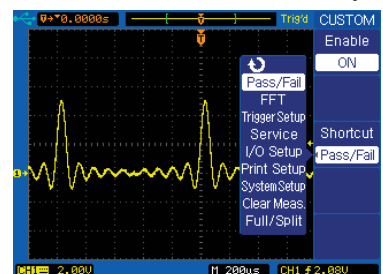 0.0000s Trig'd CUSTOM
Enable
ON
Pass/Fail
FFT
Trigger Setup
Service
I/O Setup
Print Setup
System Setup
Clear Meas.
Full/Split
Shortcut
Pass/Fail
CH1 2.00V M 200us CH1 2.08V